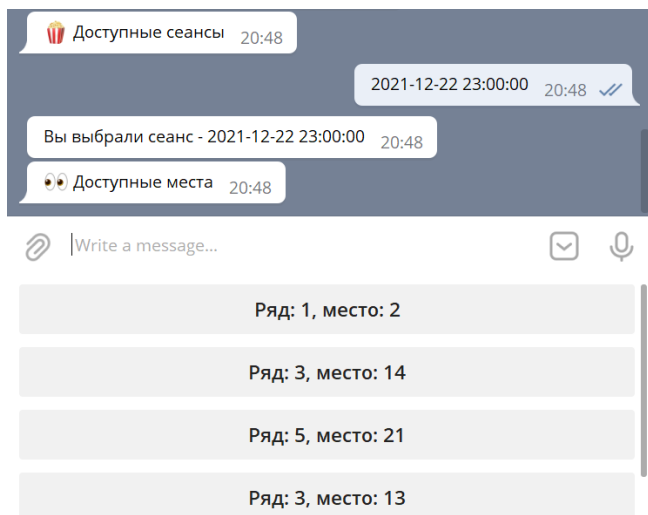 🍿 Доступные сеансы 20:48
2021-12-22 23:00:00 20:48
Вы выбрали сеанс - 2021-12-22 23:00:00 20:48
👀 Доступные места 20:48
Write a message...
Ряд: 1, место: 2
Ряд: 3, место: 14
Ряд: 5, место: 21
Ряд: 3, место: 13